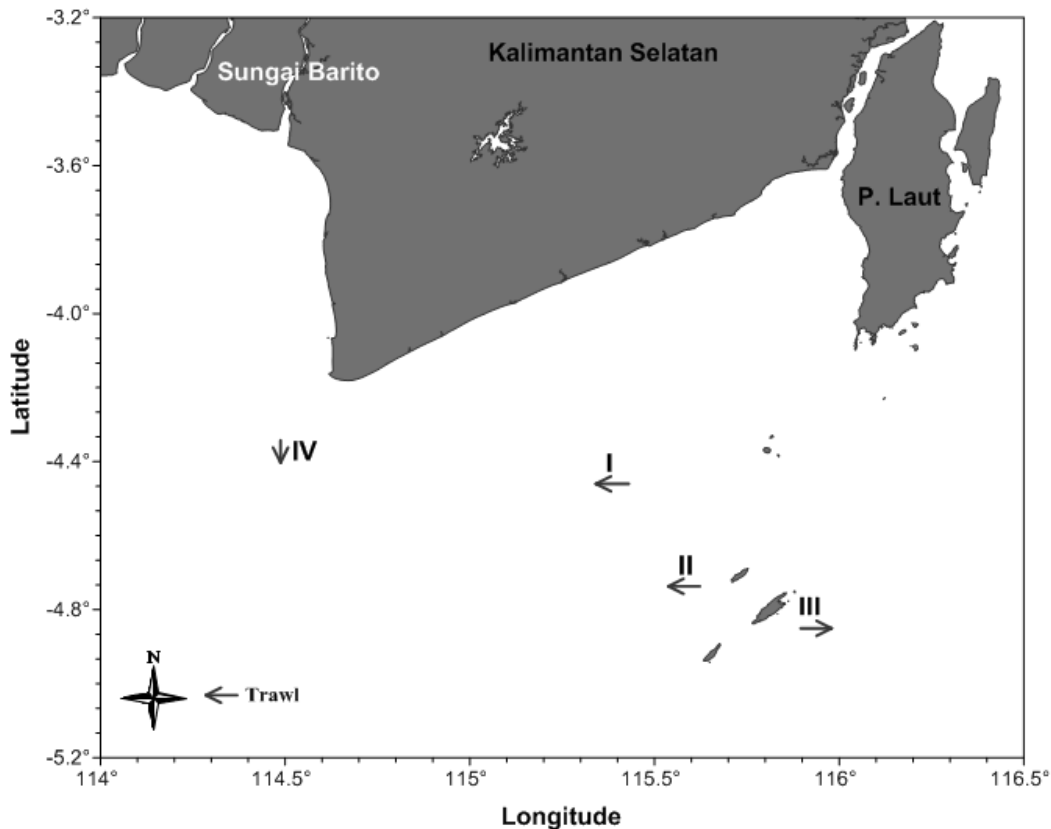 -3.2°
Kalimantan Selatan
Sungai Barito
-3.6°
P. Laut
-4.0°
Latitude
IV
-4.4°
I
II
-4.8°
III
N
Trawl
-5.2°
114° 114.5° 115° 115.5° 116° 116.5°
Longitude